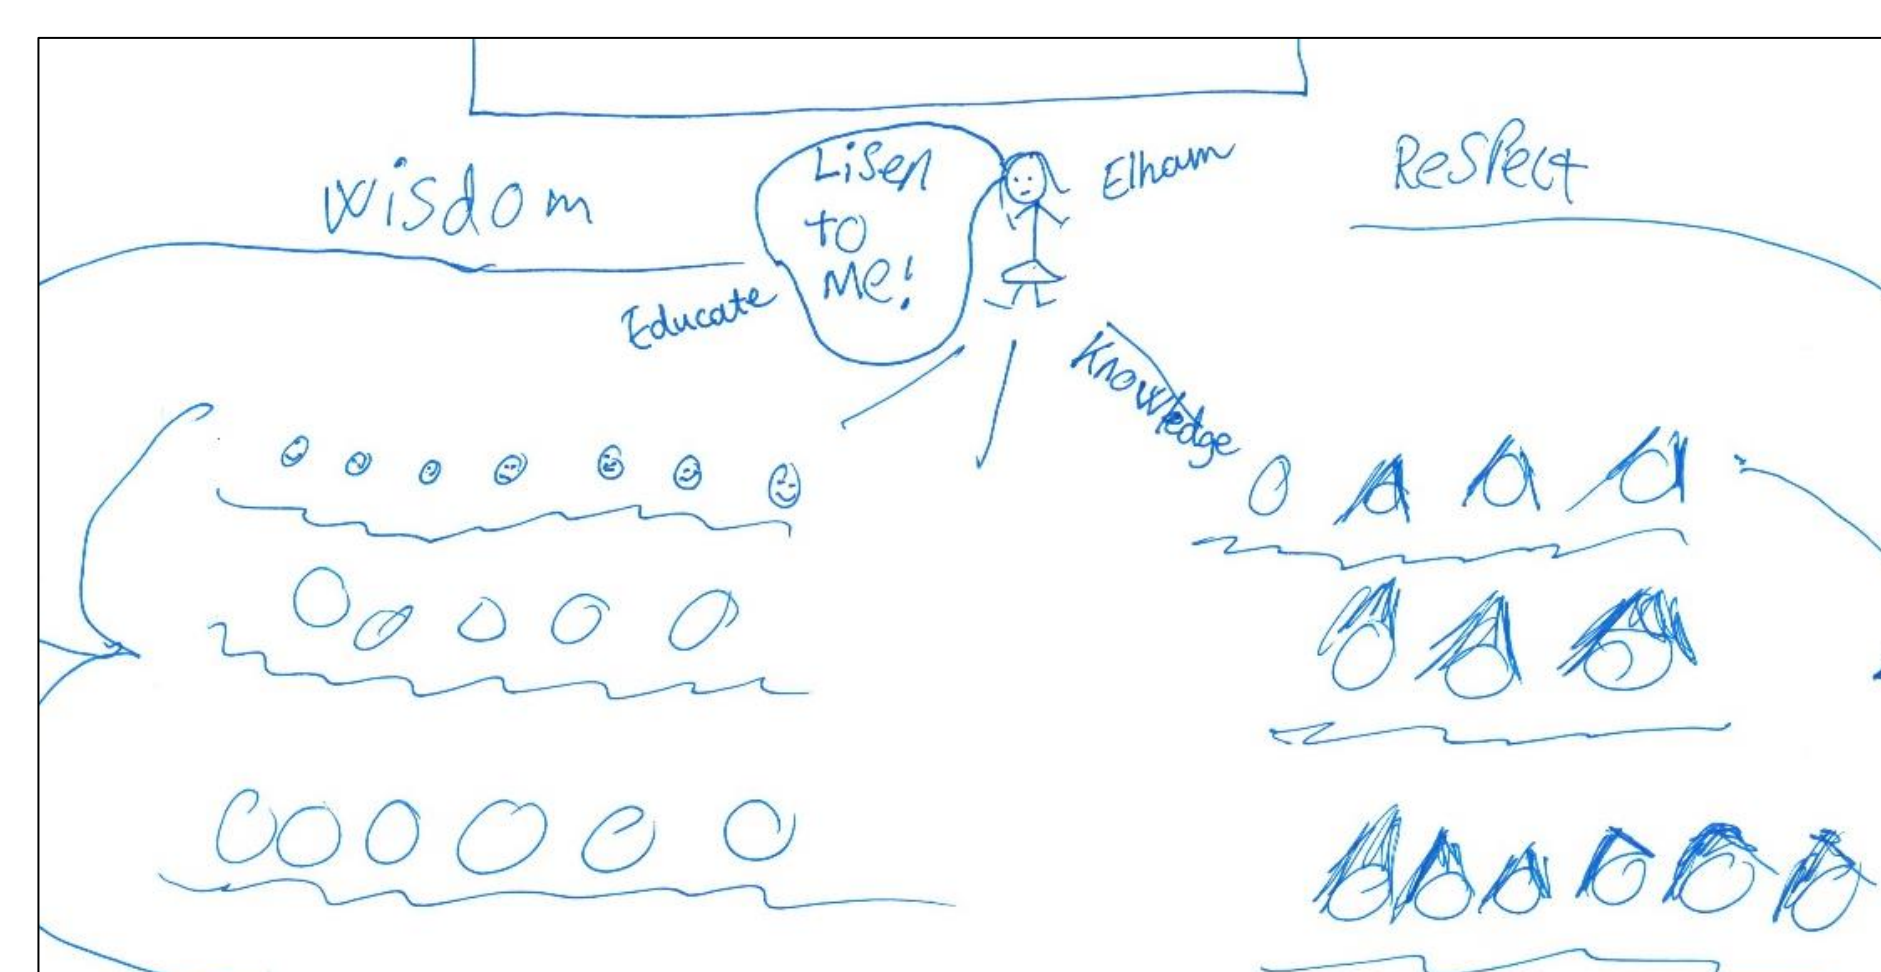 Wisdom
Lisen
to
Me!
Elham
Respect
Educate
Knowledge